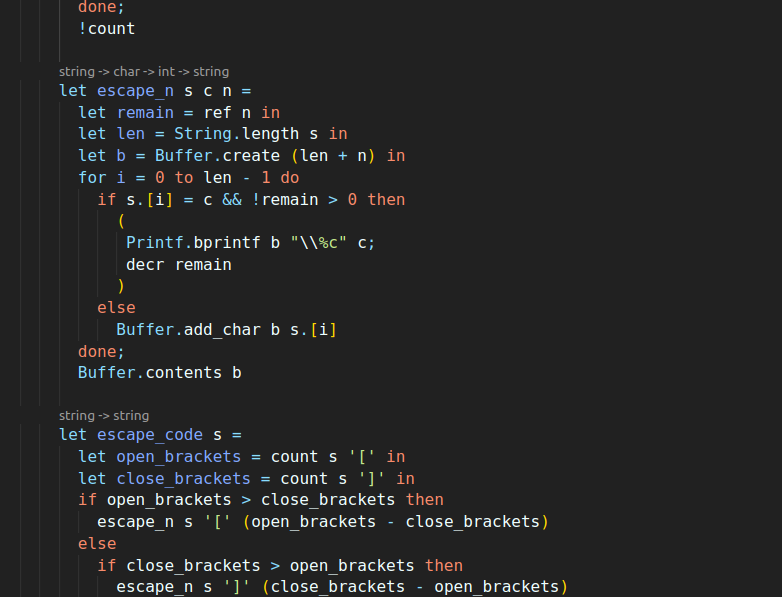 done;
!count
string -> char -> int -> string
let escape_n s c n =
let remain = ref n in
let len = String.length s in
let b = Buffer.create (len + n) in
for i = 0 to len - 1 do
if s.[i] = c && !remain > 0 then
(
Printf.bprintf b "\\%c" c;
decr remain
)
else
Buffer.add_char b s.[i]
done;
Buffer.contents b
string -> string
let escape_code s =
let open_brackets = count s '[' in
let close_brackets = count s ']' in
if open_brackets > close_brackets then
escape_n s '[' (open_brackets - close_brackets)
else
if close_brackets > open_brackets then
escape_n s ']' (close_brackets - open_brackets)